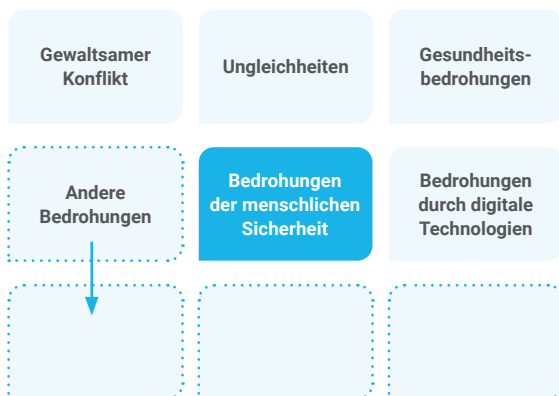 Gewaltsamer
Konflikt
Ungleichheiten
Gesundheits-
bedrohungen
Andere
Bedrohungen
Bedrohungen
der menschlichen
Sicherheit
Bedrohungen
durch digitale
Technologien